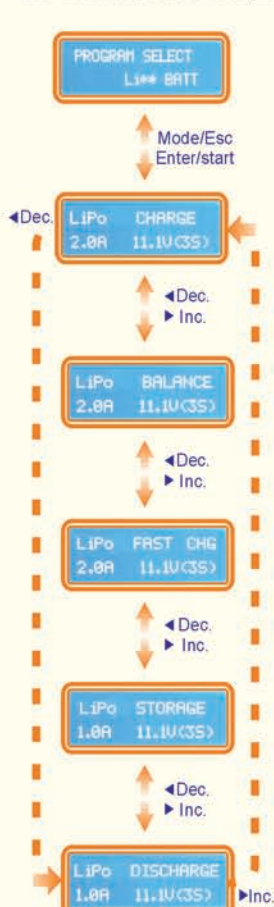 PROGRAM SELECT
Li** BATT
Mode/Esc
Enter/start
◄Dec.
LiPo CHARGE
2.0A 11.1V(3S)
◄Dec.
► Inc.
LiPo BALANCE
2.0A 11.1V(3S)
◄Dec.
► Inc.
LiPo FAST CHG
2.0A 11.1V(3S)
◄Dec.
► Inc.
LiPo STORAGE
1.0A 11.1V(3S)
◄Dec.
► Inc.
LiPo DISCHARGE
1.0A 11.1V(3S)
►Inc.